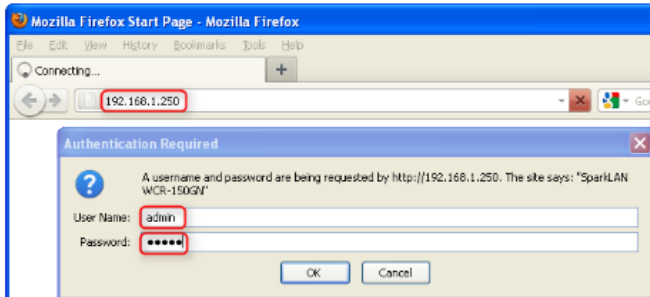 Mozilla Firefox Start Page - Mozilla Firefox
File Edit View History Bookmarks Tools Help
Connecting...
192.168.1.250
Authentication Required
A username and password are being requested by http://192.168.1.250. The site says: "SparkLAN
WCR-150GN"
User Name: admin
Password: •••••
OK Cancel